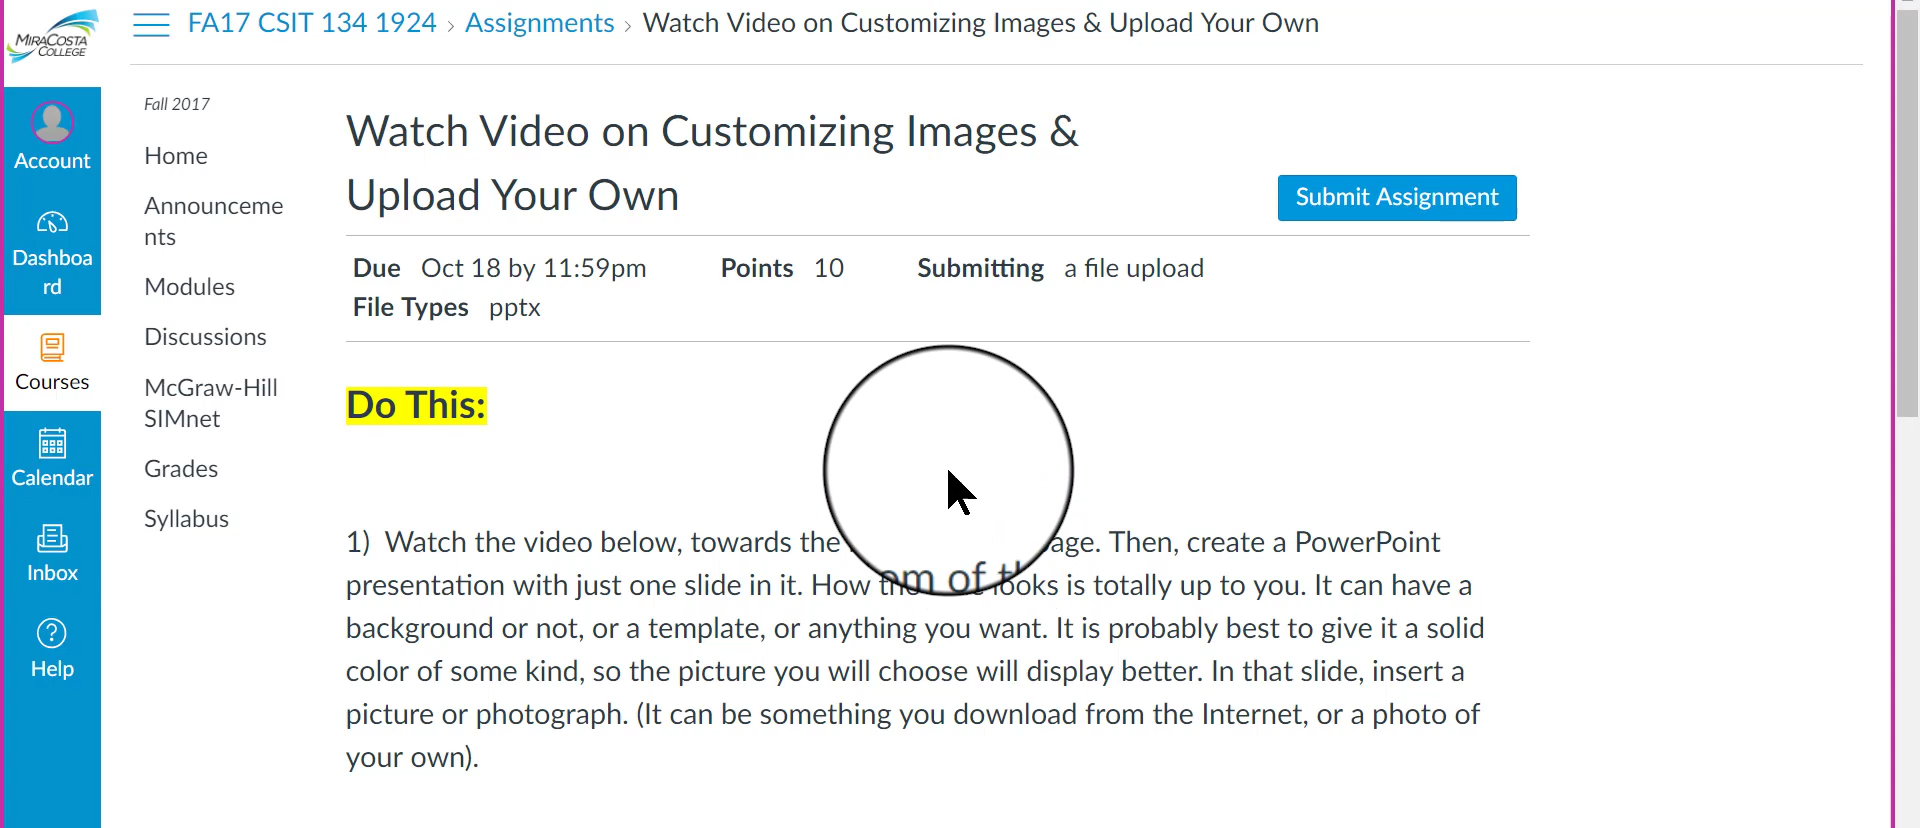 MIRACOSTA
COLLEGE
FA17 CSIT 134 1924 › Assignments › Watch Video on Customizing Images & Upload Your Own
Account
Dashboa
rd
Courses
Calendar
Inbox
Help
Fall 2017
Home
Announceme
nts
Modules
Discussions
McGraw-Hill
SIMnet
Grades
Syllabus
Watch Video on Customizing Images &
Upload Your Own
Submit Assignment
Due Oct 18 by 11:59pm Points 10 Submitting a file upload
File Types pptx
Do This:
1) Watch the video below, towards the age. Then, create a PowerPoint
presentation with just one slide in it. How om of looks is totally up to you. It can have a
background or not, or a template, or anything you want. It is probably best to give it a solid
color of some kind, so the picture you will choose will display better. In that slide, insert a
picture or photograph. (It can be something you download from the Internet, or a photo of
your own).